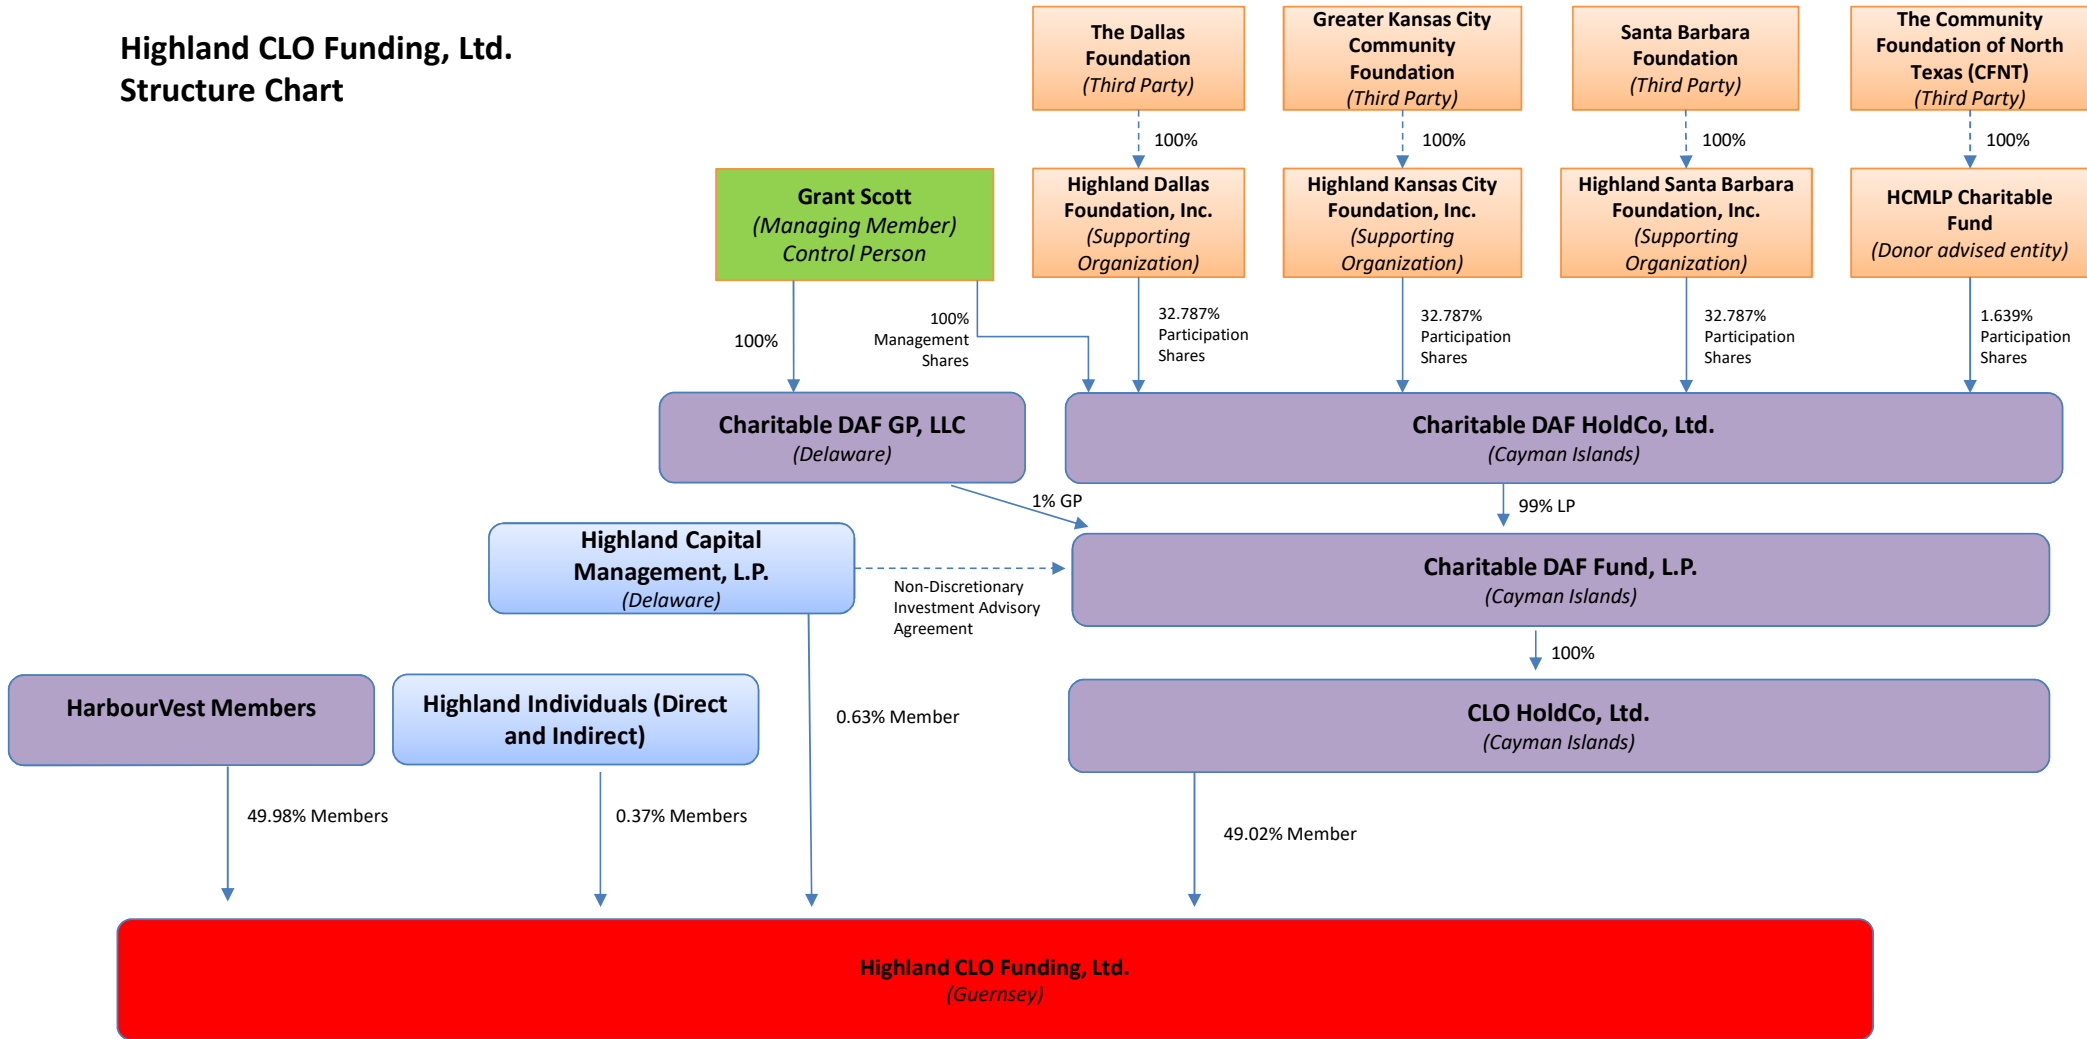 Highland CLO Funding, Ltd.
Structure Chart
The Dallas
Foundation
(Third Party)
Greater Kansas City
Community
Foundation
(Third Party)
Santa Barbara
Foundation
(Third Party)
The Community
Foundation of North
Texas (CFNT)
(Third Party)
100%
100%
100%
100%
Grant Scott
(Managing Member)
Control Person
Highland Dallas
Foundation, Inc.
(Supporting
Organization)
Highland Kansas City
Foundation, Inc.
(Supporting
Organization)
Highland Santa Barbara
Foundation, Inc.
(Supporting
Organization)
HCMLP Charitable
Fund
(Donor advised entity)
100%
100%
Management
Shares
32.787%
Participation
Shares
32.787%
Participation
Shares
32.787%
Participation
Shares
1.639%
Participation
Shares
Charitable DAF GP, LLC
(Delaware)
Charitable DAF HoldCo, Ltd.
(Cayman Islands)
1% GP
99% LP
Highland Capital
Management, L.P.
(Delaware)
Non-Discretionary
Investment Advisory
Agreement
Charitable DAF Fund, L.P.
(Cayman Islands)
100%
HarbourVest Members
Highland Individuals (Direct
and Indirect)
0.63% Member
CLO HoldCo, Ltd.
(Cayman Islands)
49.98% Members
0.37% Members
49.02% Member
Highland CLO Funding, Ltd.
(Guernsey)